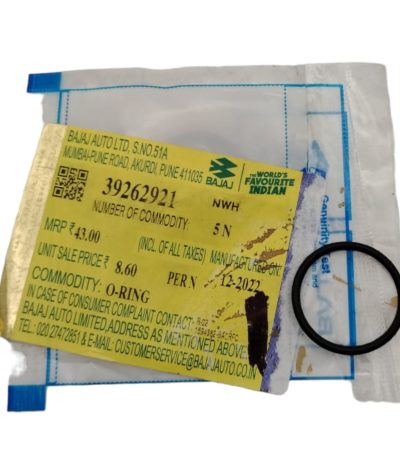 BAJAJ AUTO LTD, S.NO.51A
MUMBAI-PUNE ROAD, AKURDI, PUNE 411035
BAJAJ
THE WORLD'S
FAVOURITE
INDIAN
39262921
NWH
NUMBER OF COMMODITY:
5 N
MRP ₹ 43.00
(INCL OF ALL TAXES)
MANUFACTURED ON:
UNIT SALE PRICE ₹ 8.60
PER N
12-2022
COMMODITY: O-RING
IN CASE OF CONSUMER COMPLAINT CONTACT
BAJAJ AUTO LIMITED ADDRESS AS MENTIONED ABOVE
TEL: 020 27472851 & E-MAIL: CUSTOMERSERVICE@BAJAJAUTO.CO.IN